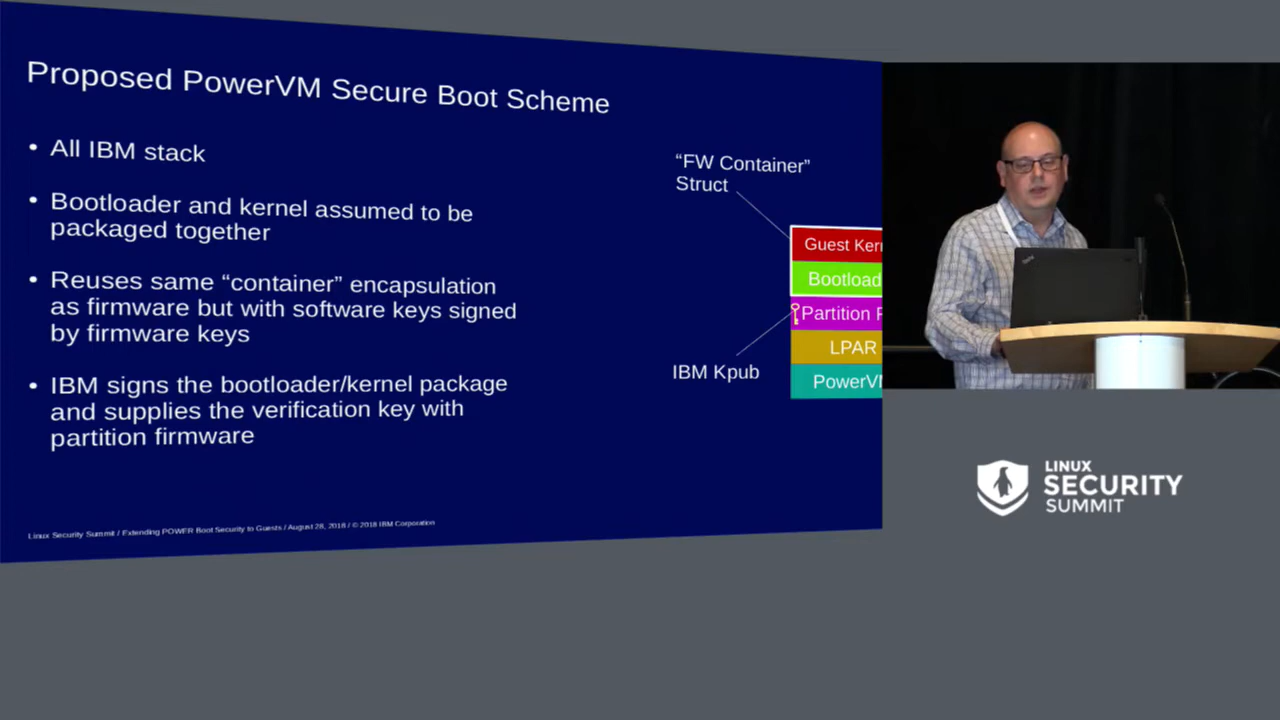 Proposed PowerVM Secure Boot Scheme
• All IBM stack
• Bootloader and kernel assumed to be
packaged together
• Reuses same “container” encapsulation
as firmware but with software keys signed
by firmware keys
• IBM signs the bootloader/kernel package
and supplies the verification key with
partition firmware
“FW Container”
Struct
Guest Kern
Bootload
Partition F
LPAR
PowerVM
IBM Kpub
Linux Security Summit / Extending POWER Boot Security to Guests / August 28, 2018 / © 2018 IBM Corporation
LINUX
SECURITY
SUMMIT